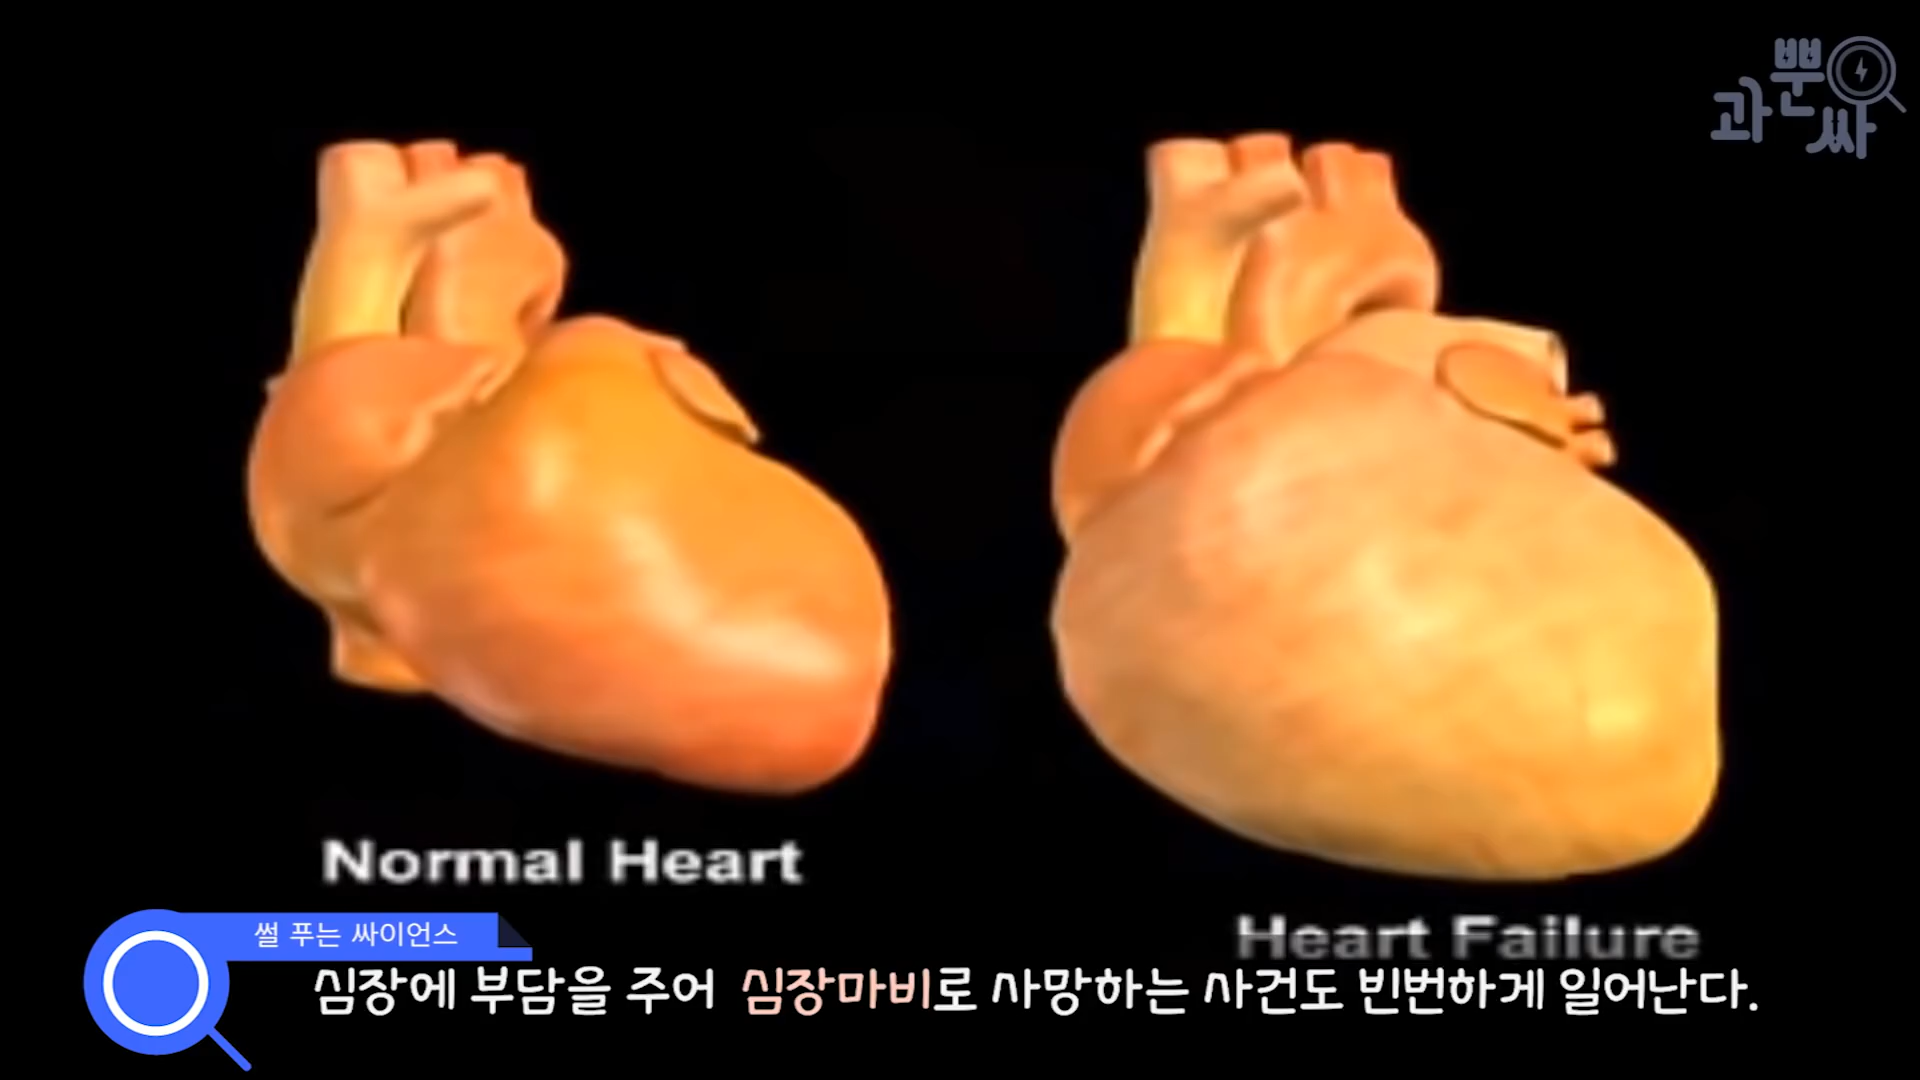 과뿐싸
Normal Heart
Heart Failure
썰 푸는 싸이언스
심장에 부담을 주어 심장마비로 사망하는 사건도 빈번하게 일어난다.